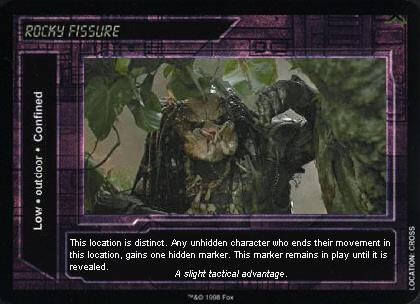 ROCKY FISSURE
Low • outdoor • Confined
This location is distinct. Any unhidden character who ends their movement in
this location, gains one hidden marker. This marker remains in play until it is
revealed.
A slight tactical advantage.
LOCATION: CROSS
™&© 1998 Fox